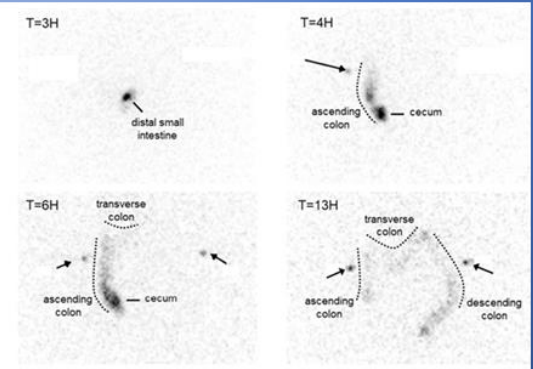 T=3H
distal small
intestine
T=4H
ascending
colon
cecum
T=6H
transverse
colon
ascending
colon
cecum
T=13H
transverse
colon
ascending
colon
descending
colon